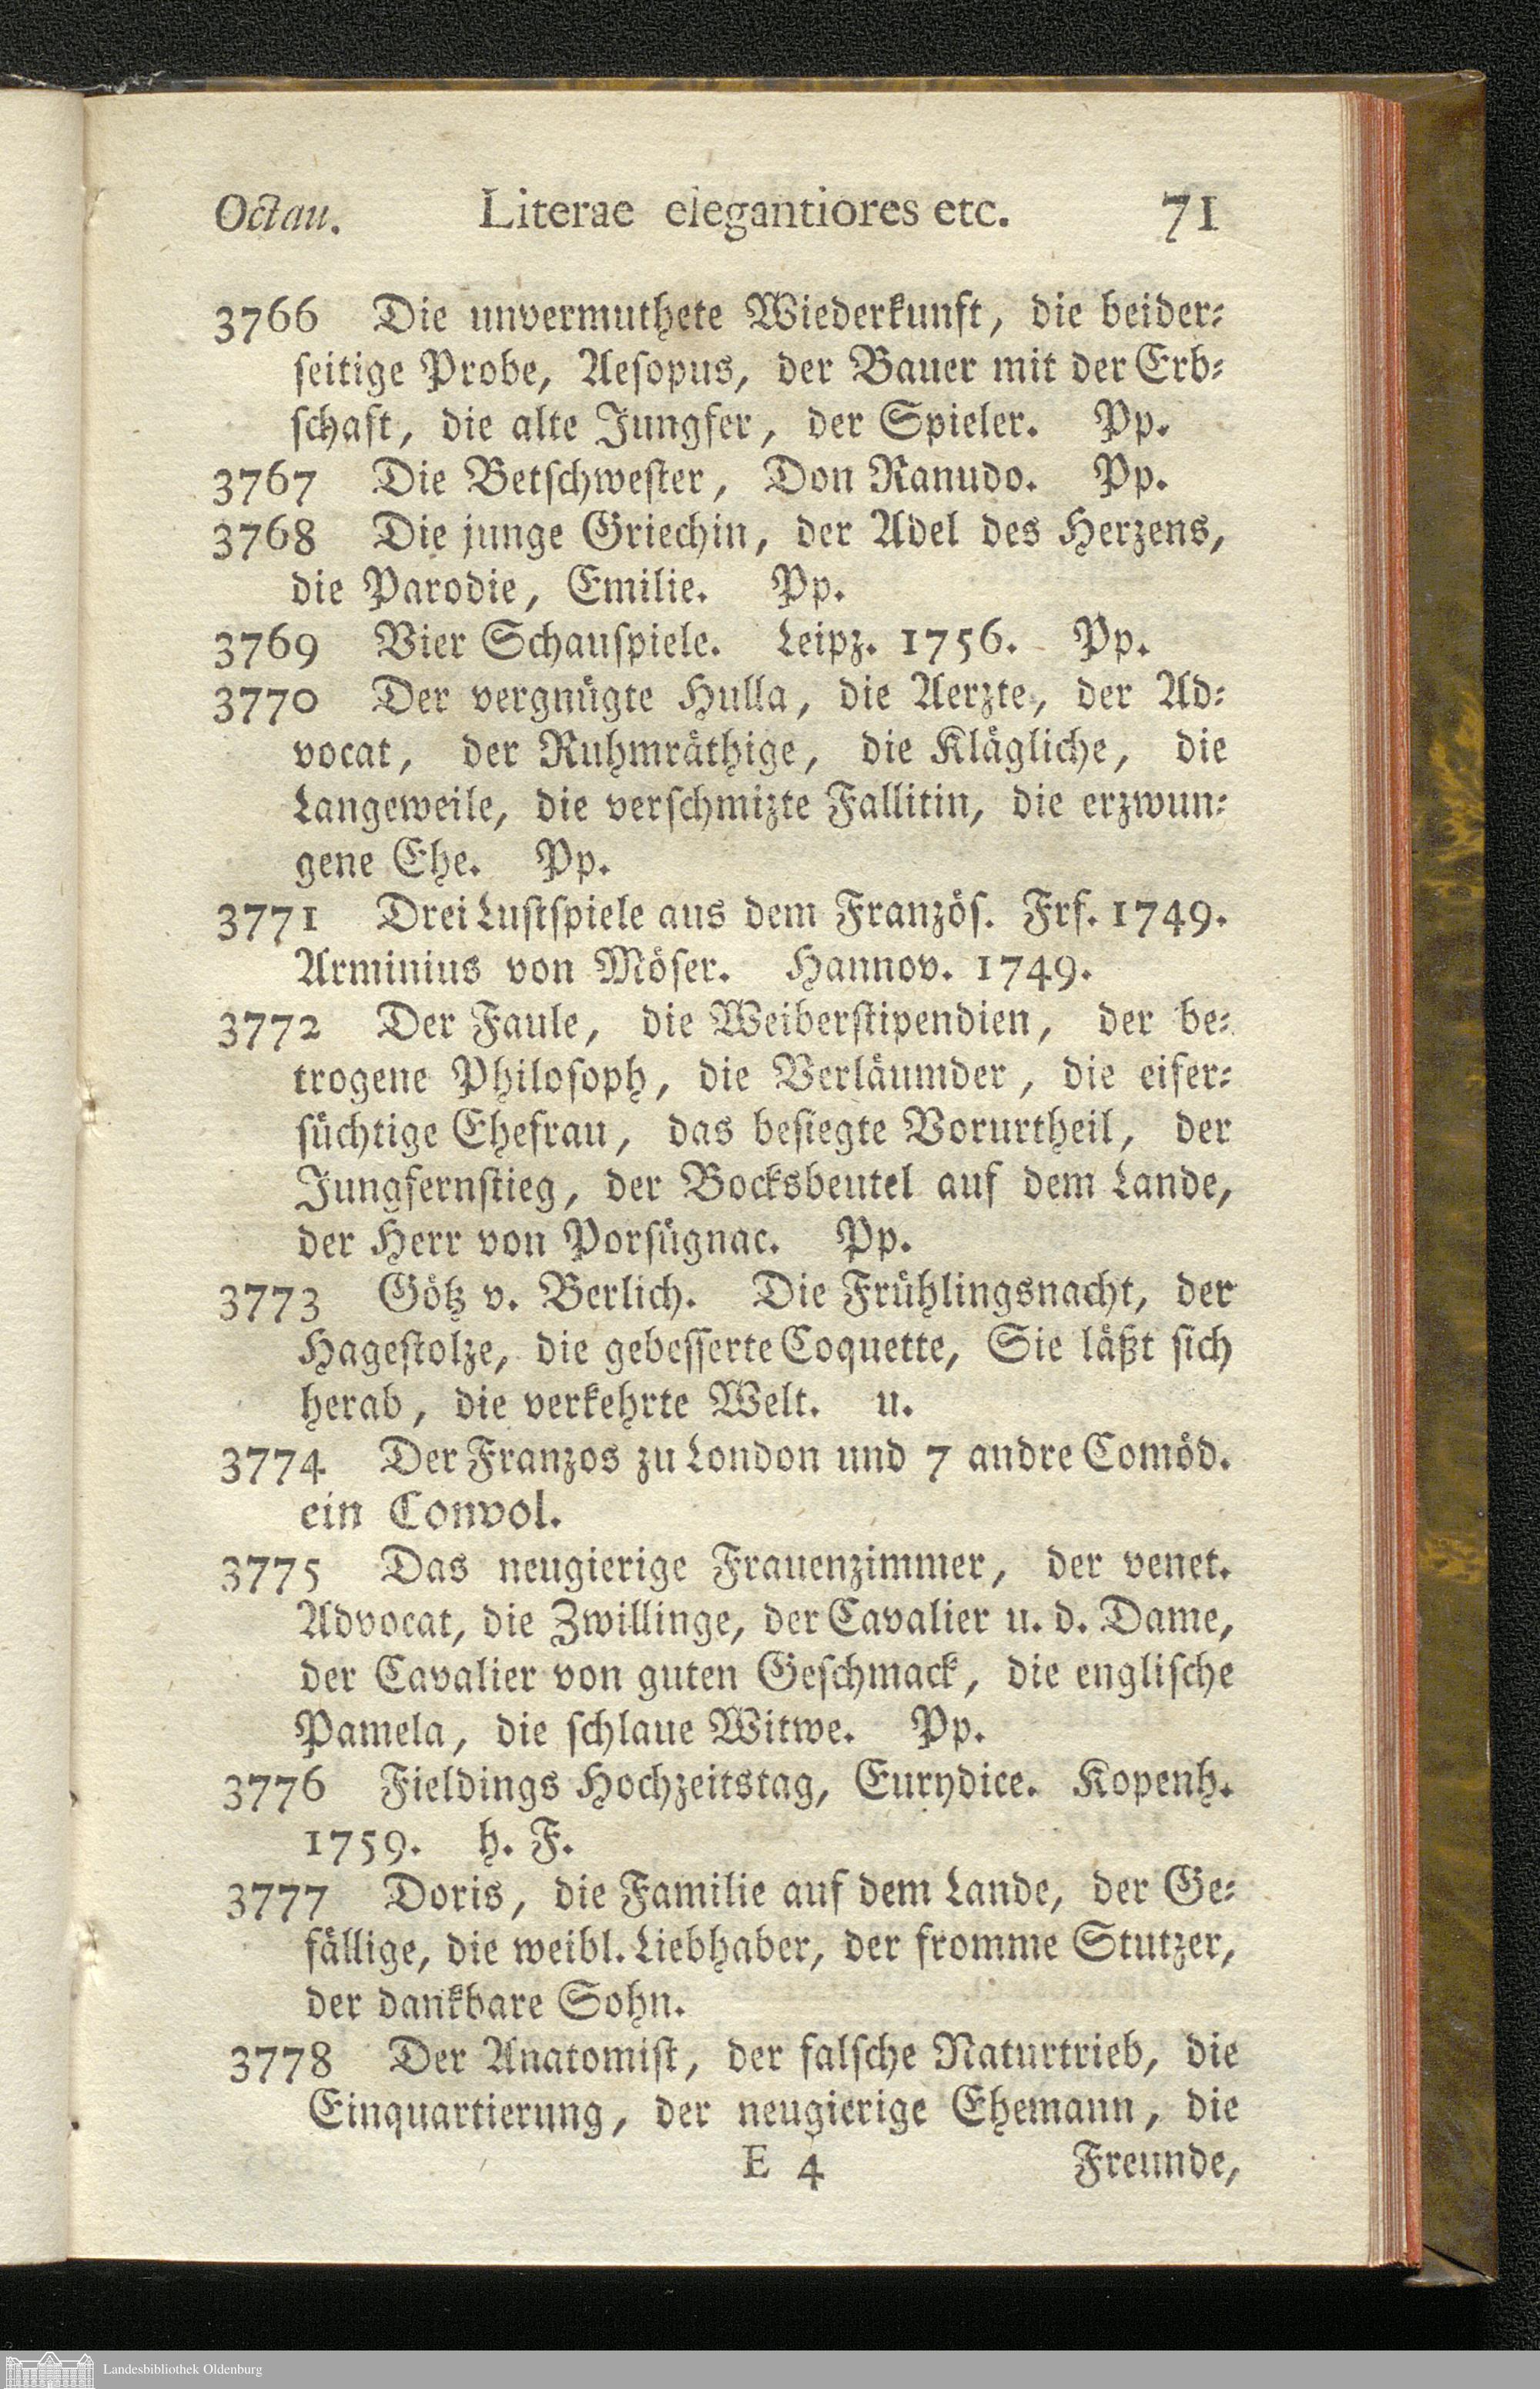 Octau. Literae elegantiores etc. 71
3766 Die unvermuthete Wiederkunft, die beider⸗
ſeitige Probe, Aeſopus, der Bauer mit der Erb⸗
ſchaft, die alte Jungfer, der Spieler. Pp.
3767 Die Betſchweſter, Don Ranudo. Pp.
3768 Die junge Griechin, der Adel des Herzens,
die Parodie, Emilie. Pp.
3769 Vier Schauſpiele. Leipz. 1756. Pp.
3770 Der vergnügte Hulla, die Aerzte, der Ad⸗
vocat, der Ruhmräthige, die Klägliche, die
Langeweile, die verſchmizte Fallitin, die erzwun⸗
gene Ehe. Pp.
3771 Drei Luſtſpiele aus dem Franzöſ. Frf. 1749.
Arminius von Möſer. Hannov. 1749.
3772 Der Faule, die Weiberſtipendien, der be⸗
trogene Philoſoph, die Verläumder, die eifer⸗
ſüchtige Ehefrau, das beſiegte Vorurtheil, der
Jungfernſtieg, der Bocksbeutel auf dem Lande,
der Herr von Porſügnac. Pp.
3773 Götz v. Berlich. Die Frühlingsnacht, der
Hageſtolze, die gebeſſerte Coquette, Sie läßt ſich
herab, die verkehrte Welt. u.
3774 Der Franzos zu London und 7 andre Comöd.
ein Convol.
3775 Das neugierige Frauenzimmer, der venet.
Advocat, die Zwillinge, der Cavalier u. d. Dame,
der Cavalier von guten Geſchmack, die engliſche
Pamela, die ſchlaue Witwe. Pp.
3776 Fieldings Hochzeitstag, Eurydice. Kopenh.
1759. h. F.
3777 Doris, die Familie auf dem Lande, der Ge⸗
fällige, die weibl. Liebhaber, der fromme Stutzer,
der dankbare Sohn.
3778 Der Anatomiſt, der falſche Naturtrieb, die
Einquartierung, der neugierige Ehemann, die
E 4 Freunde,
Landesbibliothek Oldenburg